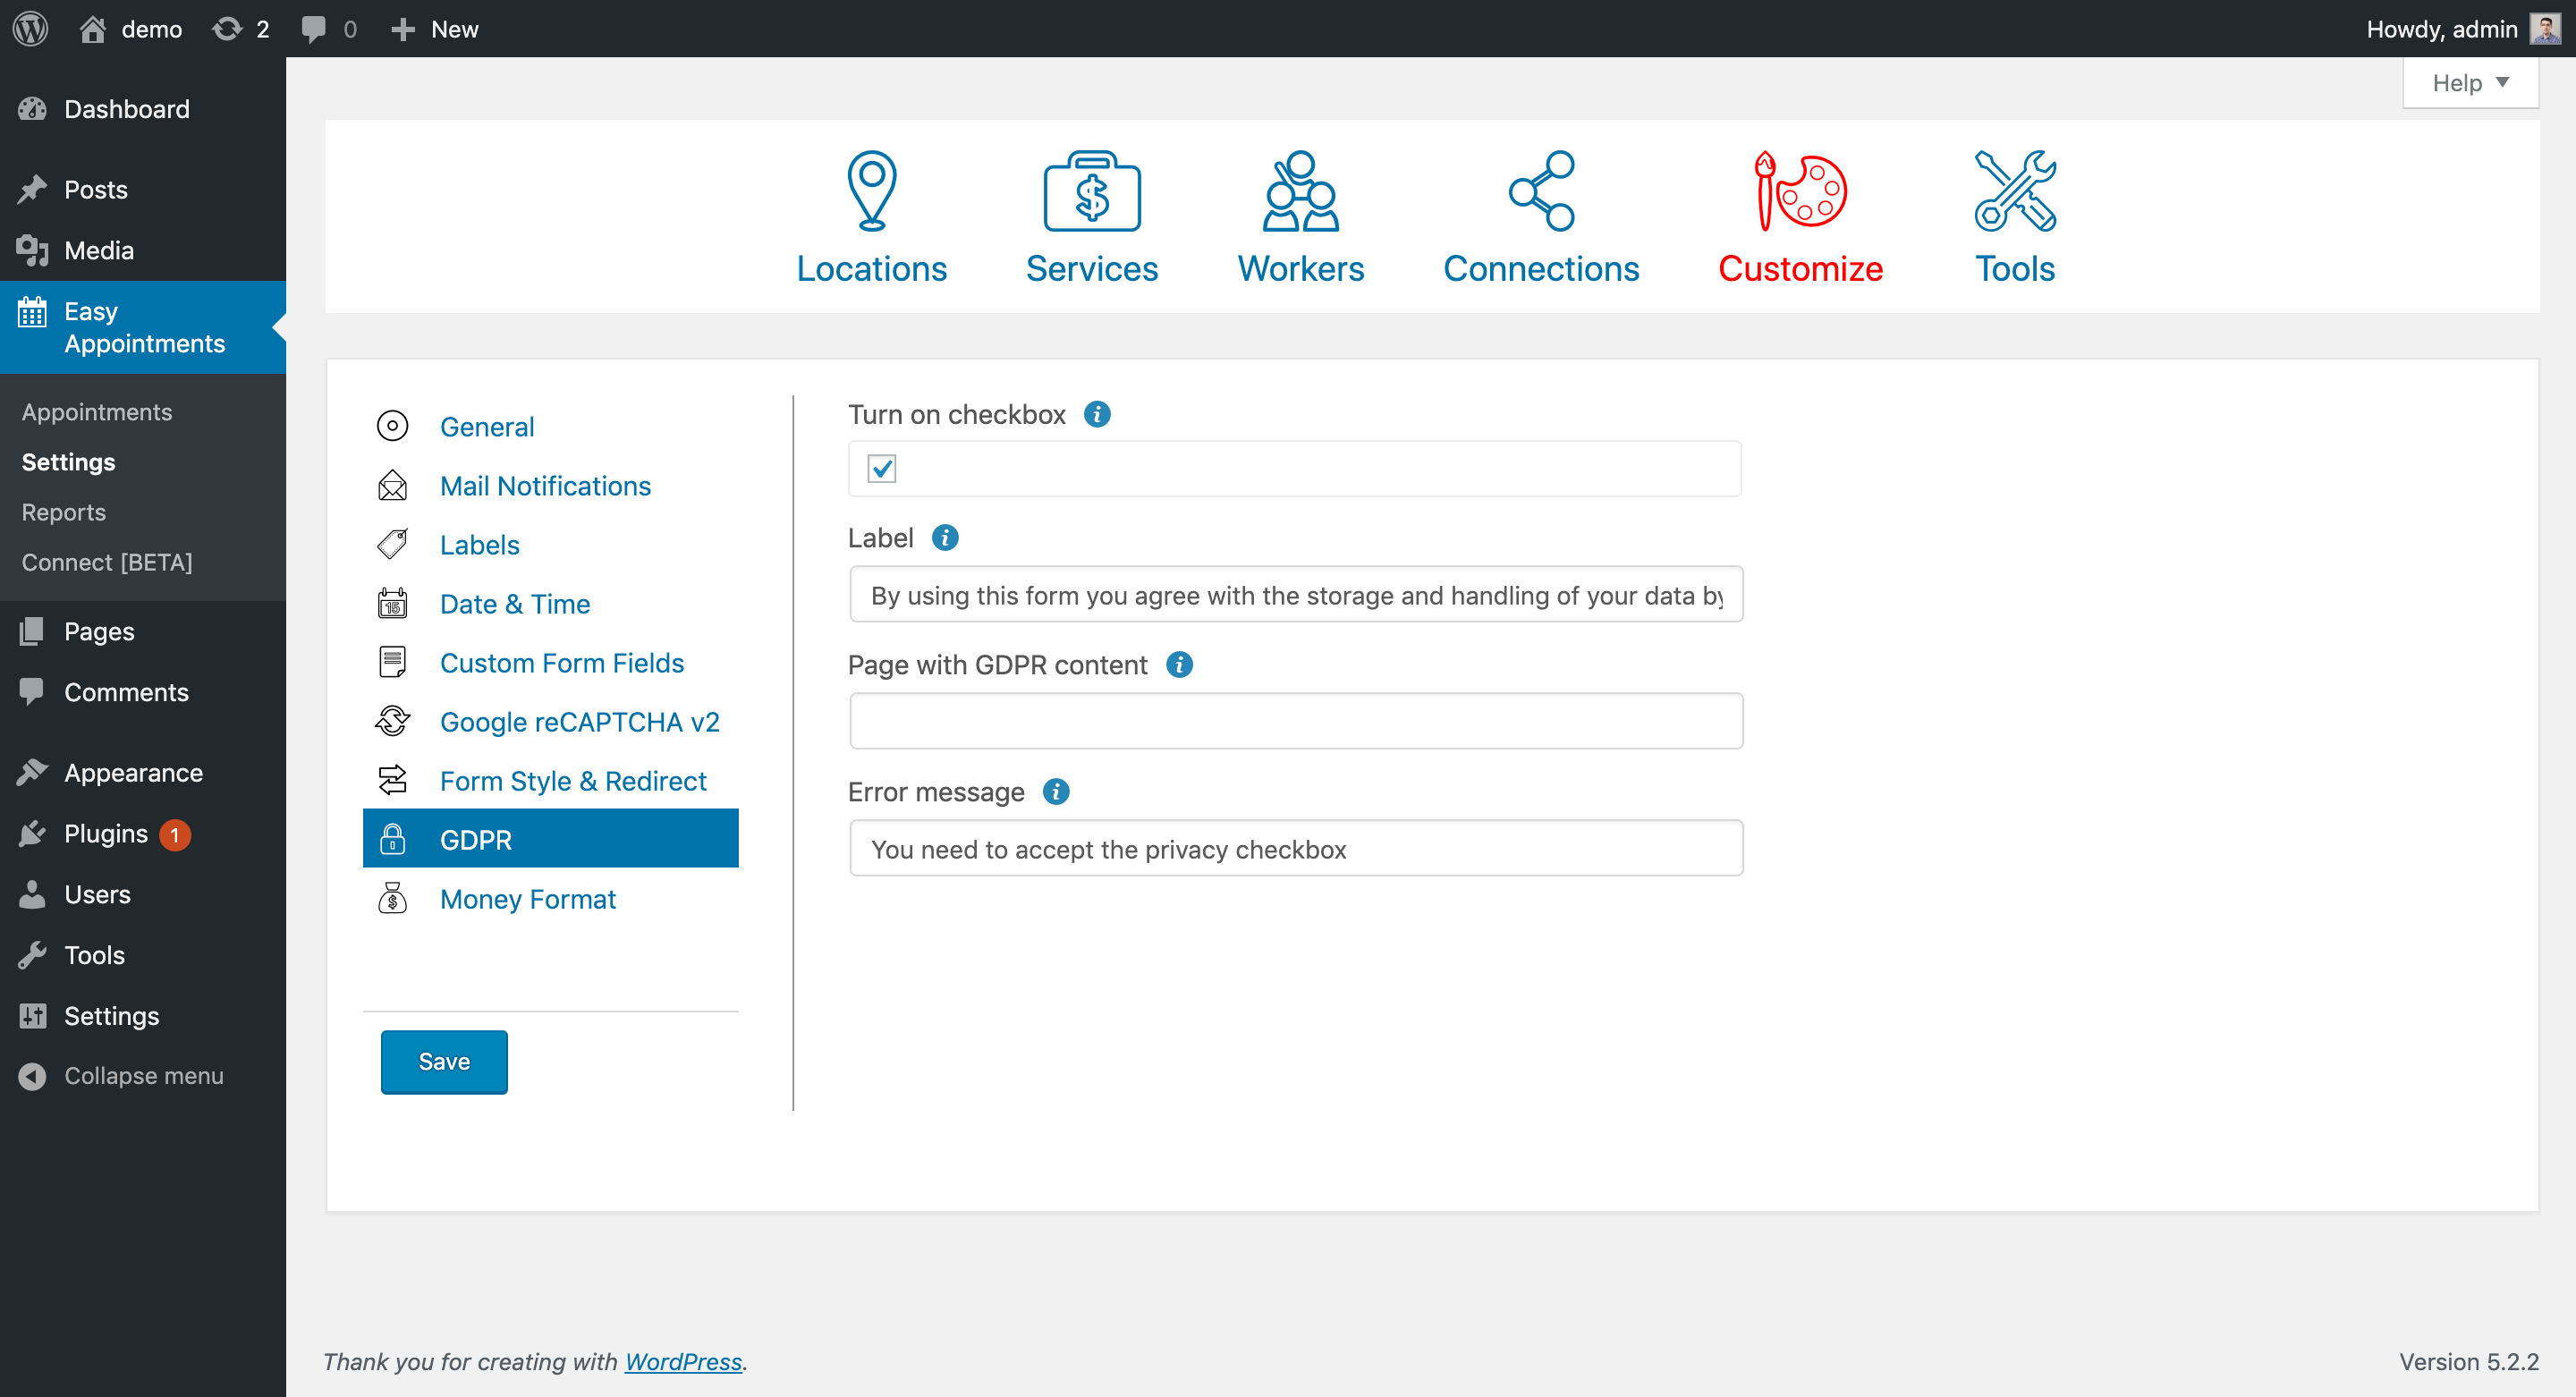 demo 2 0 New Howdy, admin
Help
Dashboard
Posts
Media
Easy
Appointments
Appointments
Settings
Reports
Connect [BETA]
Pages
Comments
Appearance
Plugins 1
Users
Tools
Settings
Collapse menu
Locations Services Workers Connections Customize Tools
General
Mail Notifications
Labels
Date & Time
Custom Form Fields
Google reCAPTCHA v2
Form Style & Redirect
GDPR
Money Format
Save
Turn on checkbox
Label
By using this form you agree with the storage and handling of your data by
Page with GDPR content
Error message
You need to accept the privacy checkbox
Thank you for creating with WordPress.
Version 5.2.2